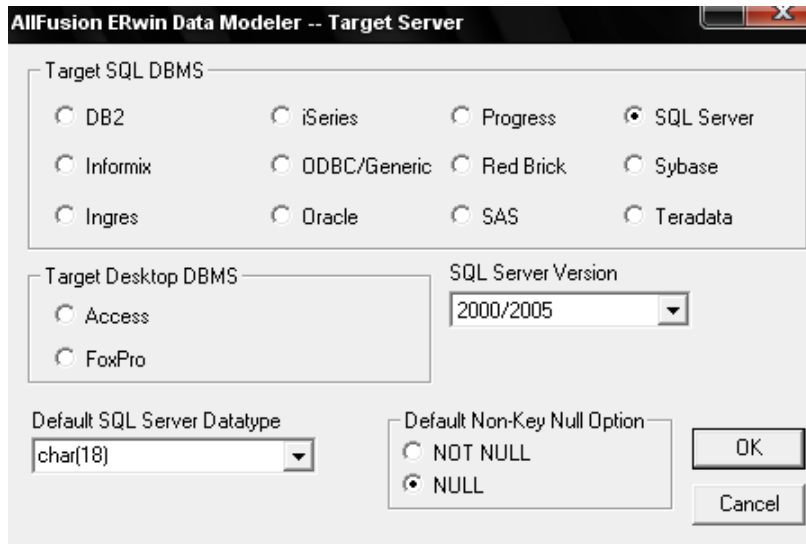 AllFusion ERwin Data Modeler -- Target Server
Target SQL DBMS
DB2 iSeries Progress SQL Server
Informix ODBC/Generic Red Brick Sybase
Ingres Oracle SAS Teradata
Target Desktop DBMS
Access
FoxPro
SQL Server Version
2000/2005
Default SQL Server Datatype
char(18)
Default Non-Key Null Option
NOT NULL
NULL
OK
Cancel